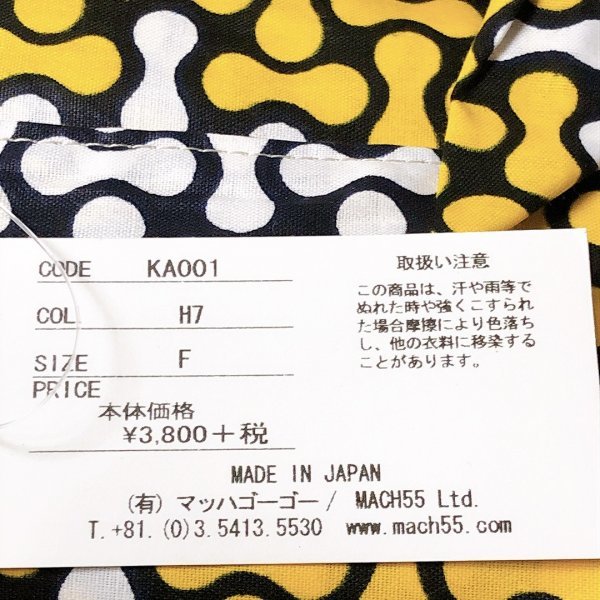 CODE KA001
COL H7
SIZE F
PRICE
本体価格
¥3,800+税
取扱い注意
この商品は、汗や雨等で
ぬれた時や強くこすられ
た場合摩擦により色落ち
し、他の衣料に移染する
ことがあります。
MADE IN JAPAN
(有) マッハゴーゴー/ MACH55 Ltd.
T.+81.(0)3.5413.5530 www.mach55.com